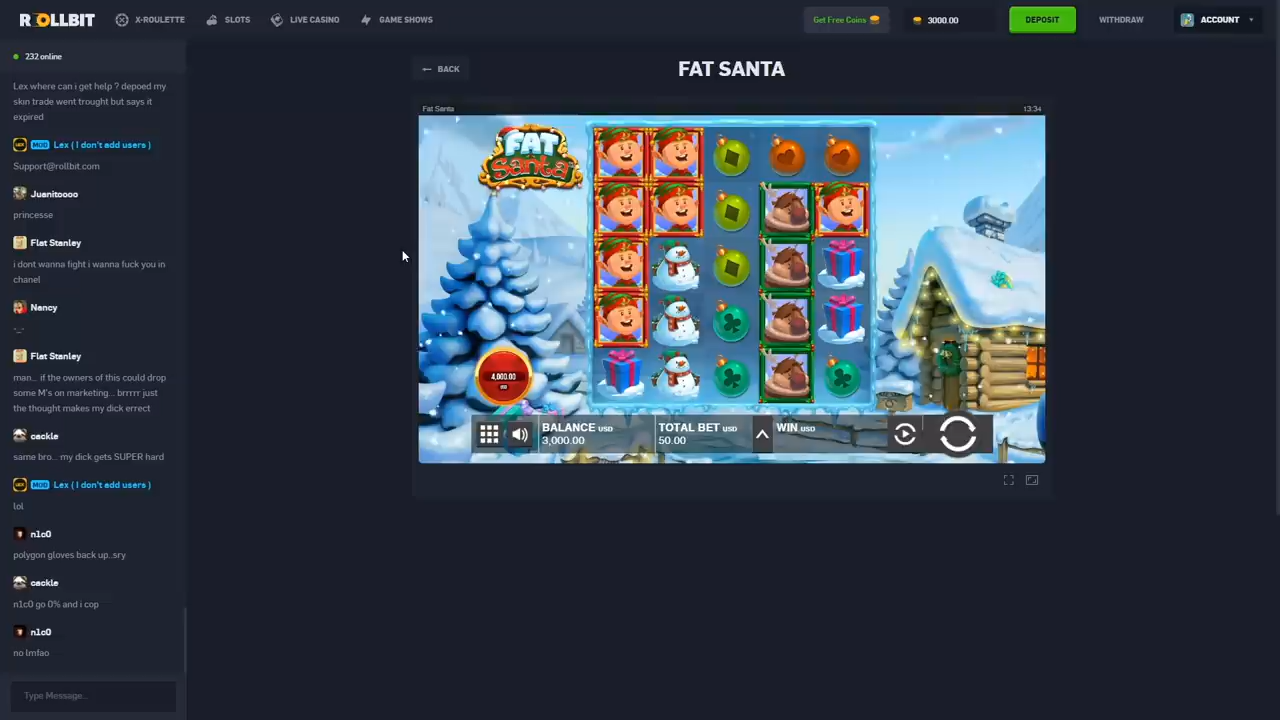 ROLLBIT
X-ROULETTE
SLOTS
LIVE CASINO
GAME SHOWS
Get Free Coins
3000.00
DEPOSIT
WITHDRAW
ACCOUNT
232 online
Lex where can i get help ? depoed my
skin trade went trought but says it
expired
MOD Lex ( I don't add users )
Support@rollbit.com
Juanitoooo
princesse
Flat Stanley
i dont wanna fight i wanna fuck you in
chanel
Nancy
-_-
Flat Stanley
man... if the owners of this could drop
some M's on marketing... brrrrr just
the thought makes my dick errect
cackle
same bro... my dick gets SUPER hard
MOD Lex ( I don't add users )
lol
n1c0
polygon gloves back up..sry
cackle
n1c0 go 0% and i cop
n1c0
no lmfao
Type Message...
← BACK
FAT SANTA
Fat Santa
13:34
FAT
Santa
4,000.00
USD
BALANCE USD
3,000.00
TOTAL BET USD
50.00
WIN USD